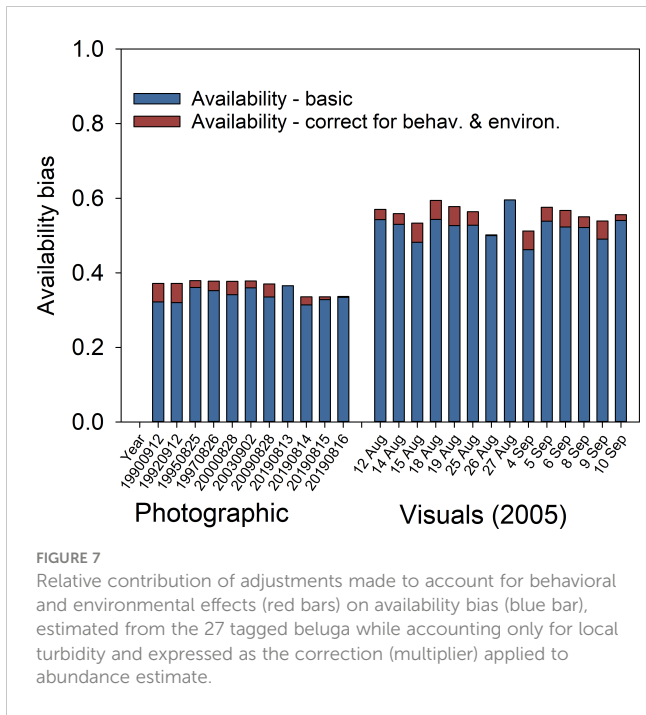 1.0
Availability - basic
0.8
Availability - correct for behav. & environ.
0.6
Availability bias
0.4
0.2
0.0
Year
19900912
19920912
19950825
19970826
20000828
20030902
20090828
20190813
20190814
20190815
20190816
12 Aug
14 Aug
15 Aug
18 Aug
19 Aug
25 Aug
26 Aug
27 Aug
4 Sep
5 Sep
6 Sep
8 Sep
9 Sep
10 Sep
Photographic
Visuals (2005)
FIGURE 7
Relative contribution of adjustments made to account for behavioral
and environmental effects (red bars) on availability bias (blue bar),
estimated from the 27 tagged beluga while accounting only for local
turbidity and expressed as the correction (multiplier) applied to
abundance estimate.